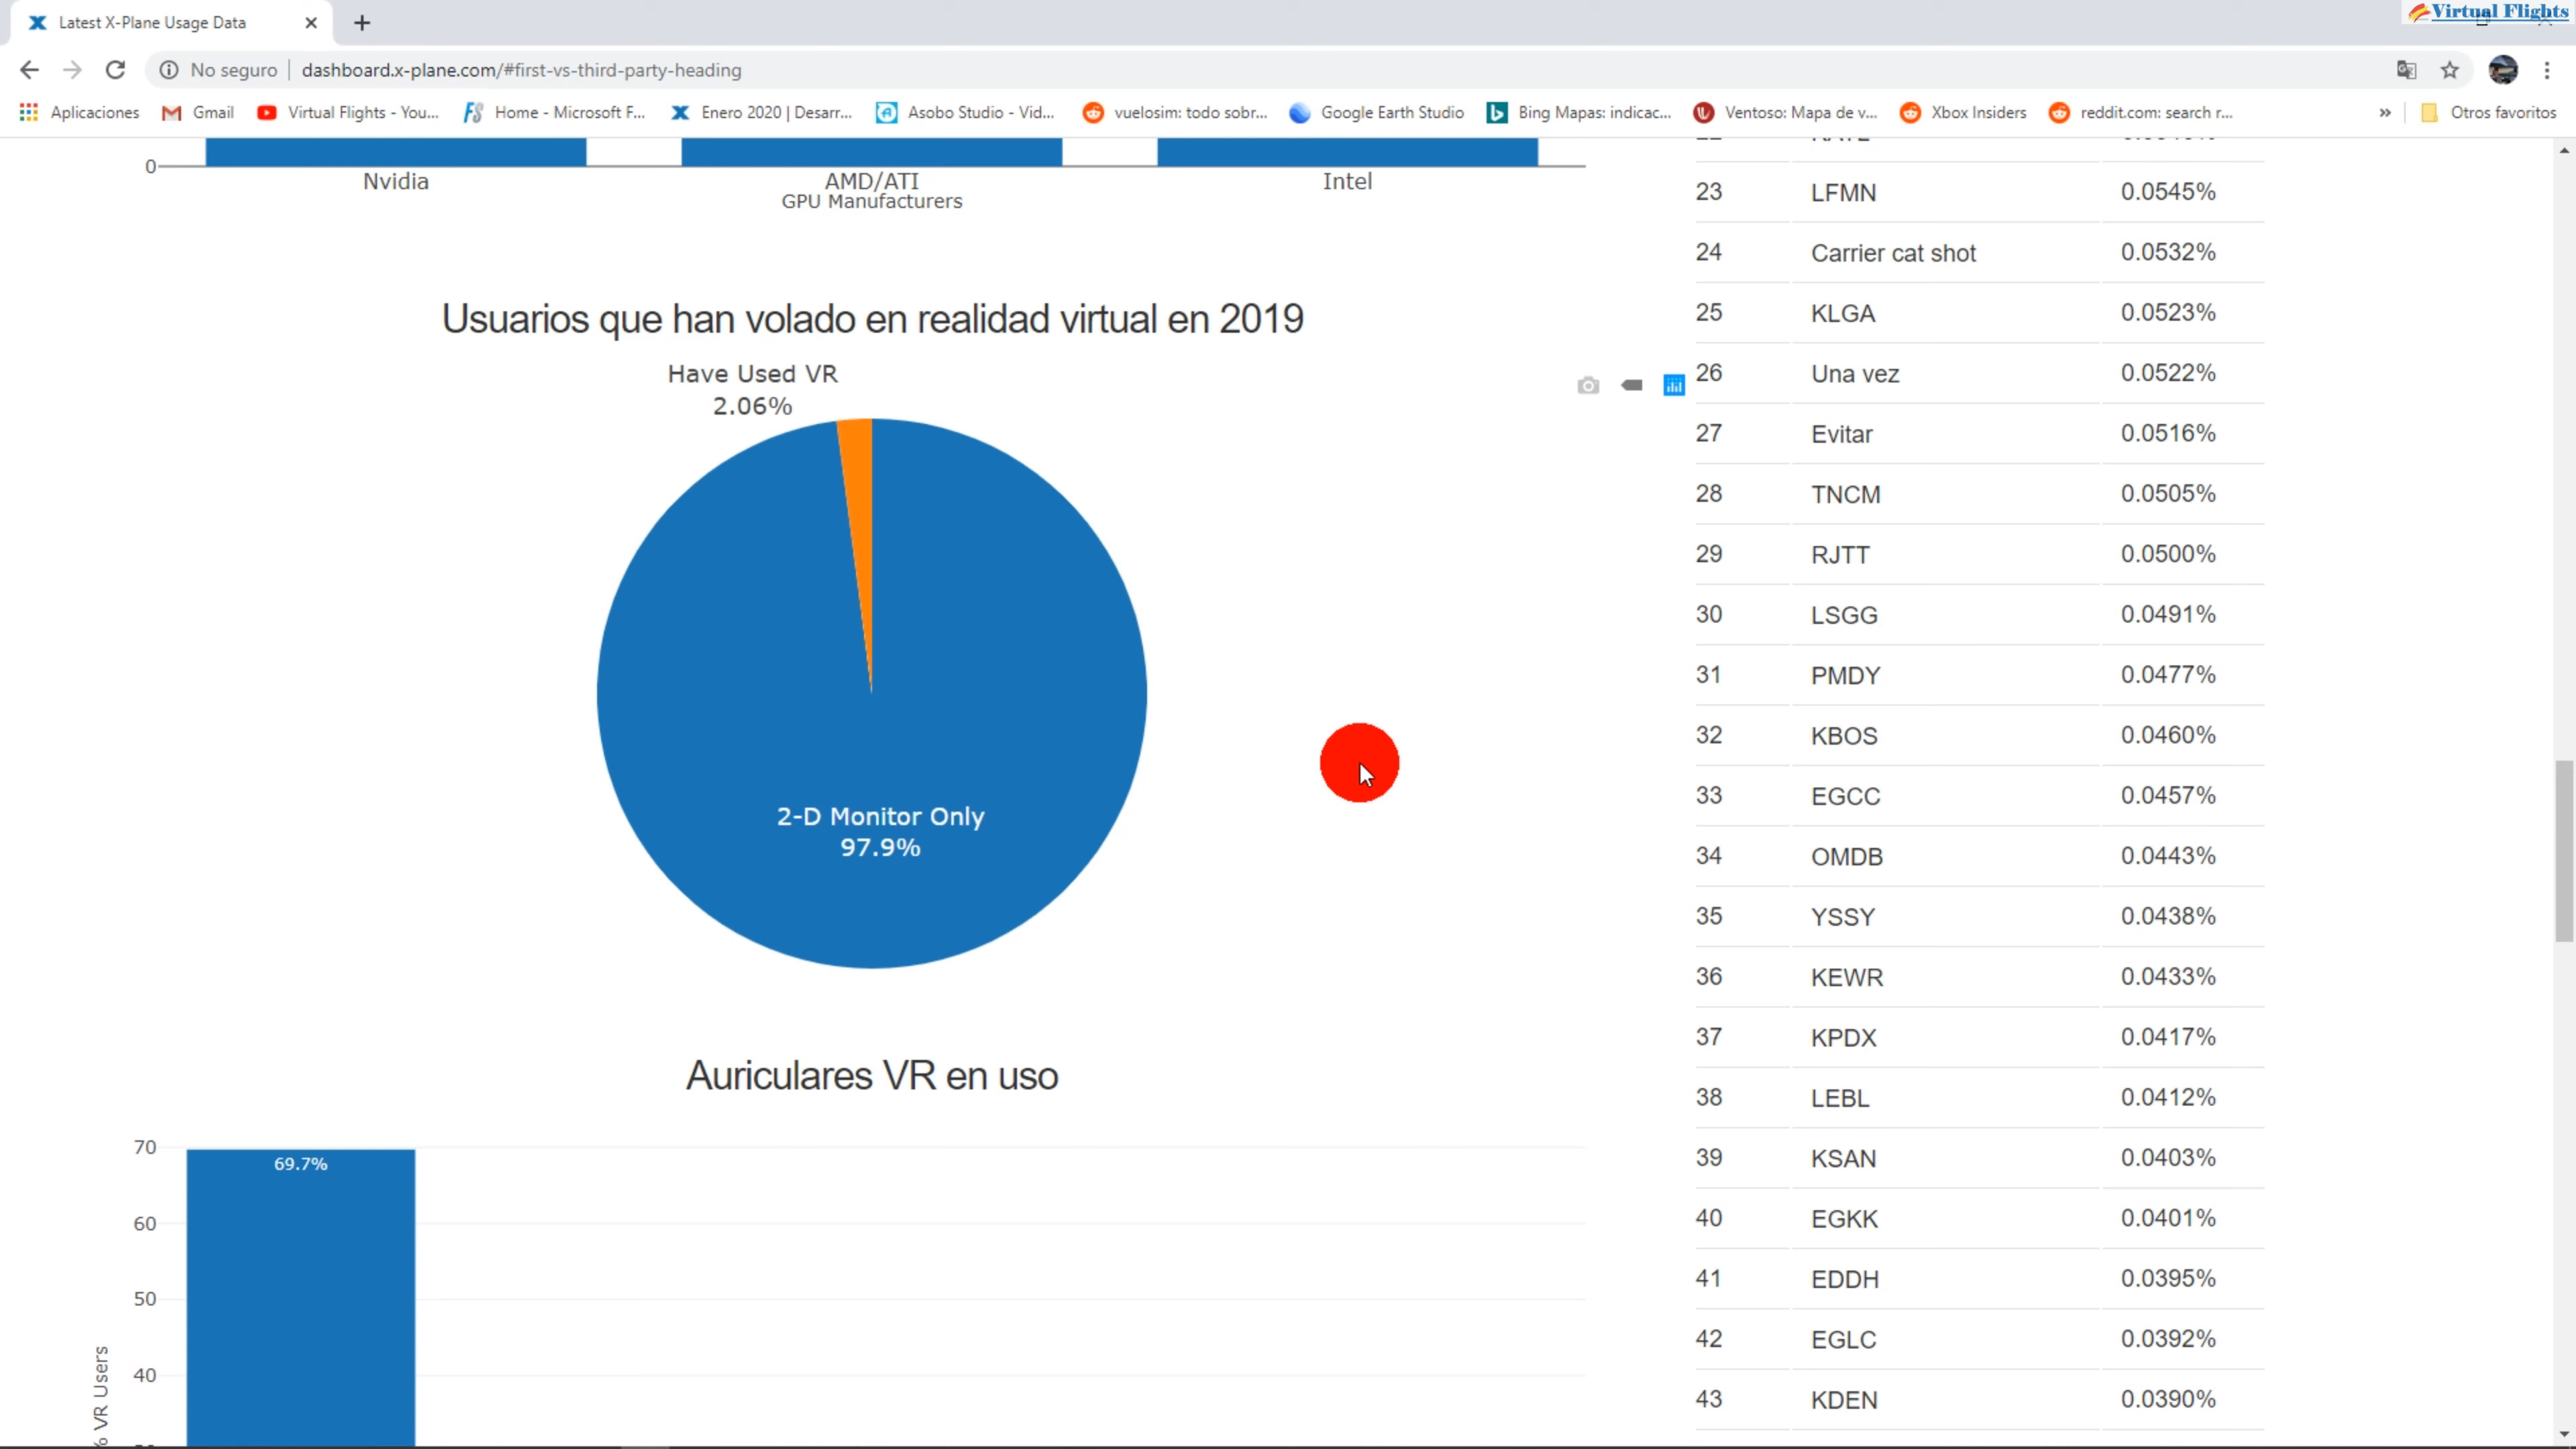 Latest X-Plane Usage Data
Virtual Flights
No seguro
dashboard.x-plane.com/#first-vs-third-party-heading
Aplicaciones
Gmail
Virtual Flights - You...
Home - Microsoft F...
Enero 2020 | Desarr...
Asobo Studio - Vid...
vuelosim: todo sobr...
Google Earth Studio
Bing Mapas: indicac...
Ventoso: Mapa de v...
Xbox Insiders
reddit.com: search r...
»
Otros favoritos
0
Nvidia
AMD/ATI
Intel
GPU Manufacturers
Usuarios que han volado en realidad virtual en 2019
Have Used VR
2.06%
2-D Monitor Only
97.9%
Auriculares VR en uso
70
69.7%
60
50
40
% VR Users
23 LFMN 0.0545%
24 Carrier cat shot 0.0532%
25 KLGA 0.0523%
26 Una vez 0.0522%
27 Evitar 0.0516%
28 TNCM 0.0505%
29 RJTT 0.0500%
30 LSGG 0.0491%
31 PMDY 0.0477%
32 KBOS 0.0460%
33 EGCC 0.0457%
34 OMDB 0.0443%
35 YSSY 0.0438%
36 KEWR 0.0433%
37 KPDX 0.0417%
38 LEBL 0.0412%
39 KSAN 0.0403%
40 EGKK 0.0401%
41 EDDH 0.0395%
42 EGLC 0.0392%
43 KDEN 0.0390%